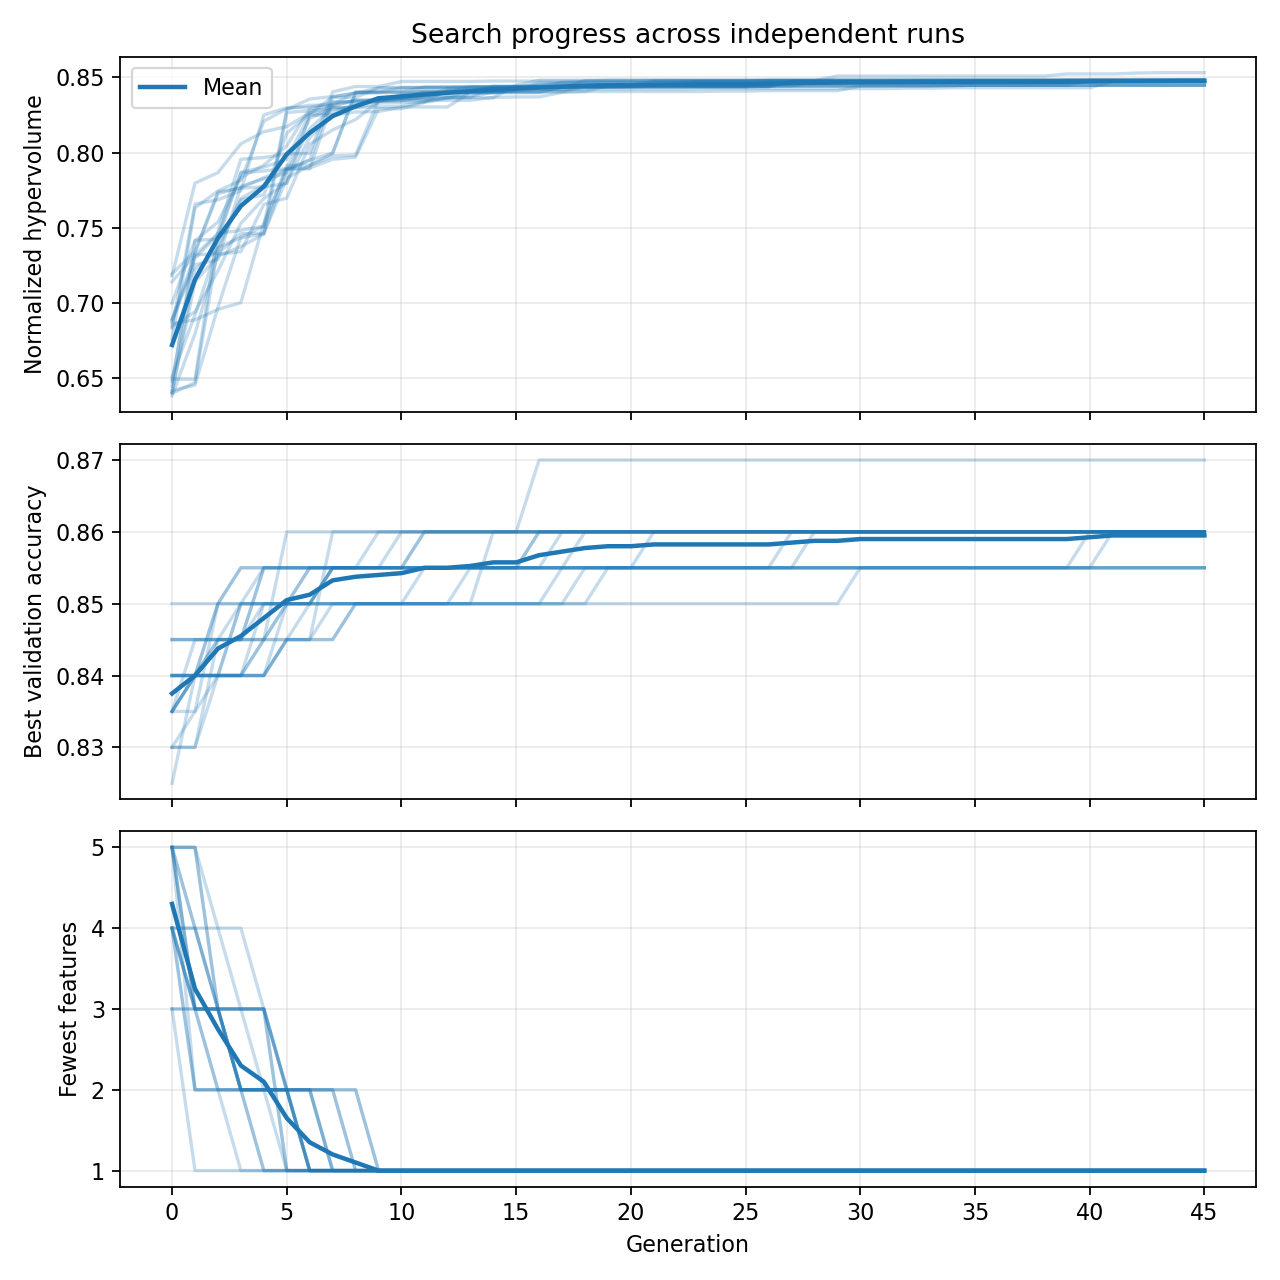 Search progress across independent runs
Mean
Normalized hypervolume
0.85
0.80
0.75
0.70
0.65
Best validation accuracy
0.87
0.86
0.85
0.84
0.83
Fewest features
5
4
3
2
1
0 5 10 15 20 25 30 35 40 45
Generation